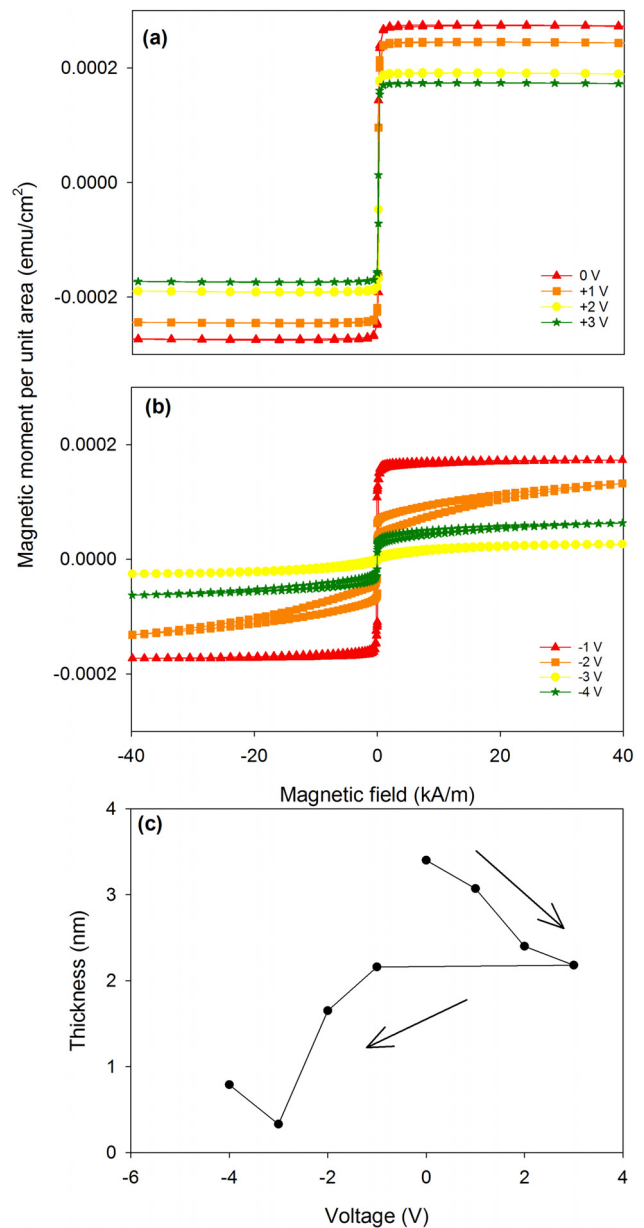 (a)
0.0002
0.0000
-0.0002
0 V
+1 V
+2 V
+3 V
Magnetic moment per unit area (emu/cm²)
(b)
0.0002
0.0000
-0.0002
-1 V
-2 V
-3 V
-4 V
-40 -20 0 20 40
Magnetic field (kA/m)
(c)
4
3
2
1
0
Thickness (nm)
-6 -4 -2 0 2 4
Voltage (V)